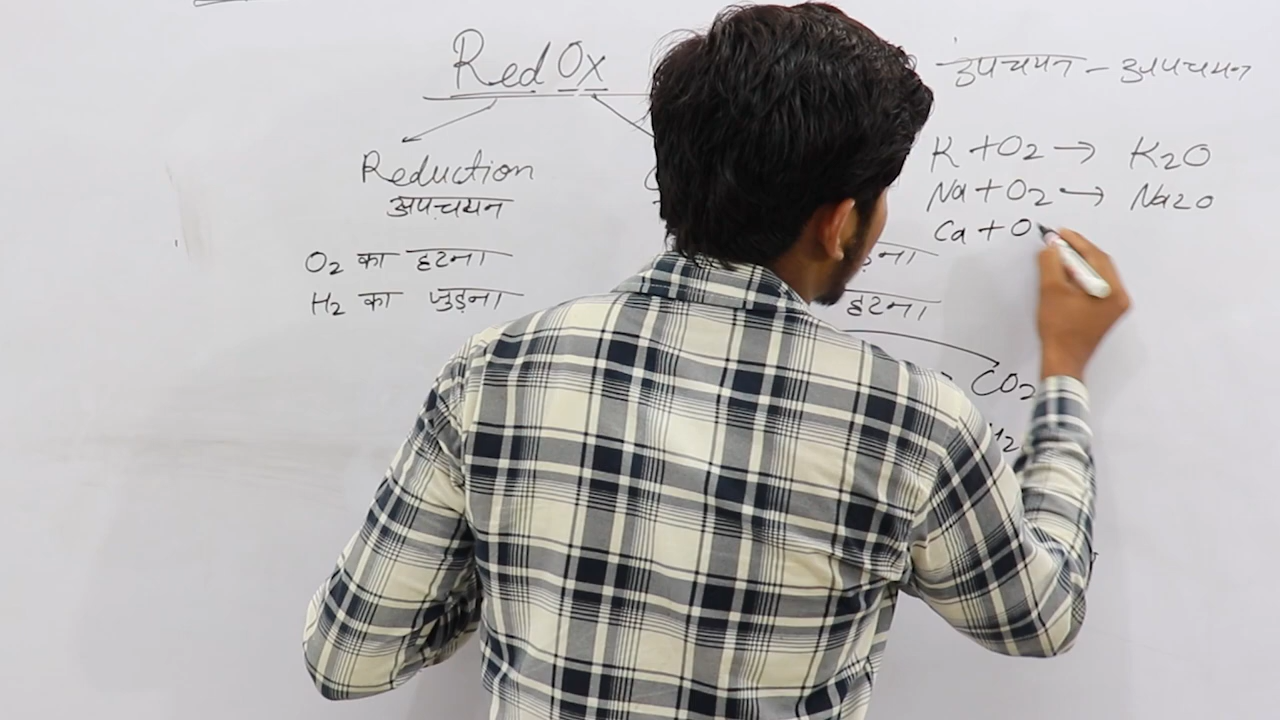 RedOx
उपचयन - अपचयन
Reduction
अपचयन
O2 का हटना
H2 का जुड़ना
हटना
K + O2 → K2O
Na + O2 → Na2O
Ca + O
CO2